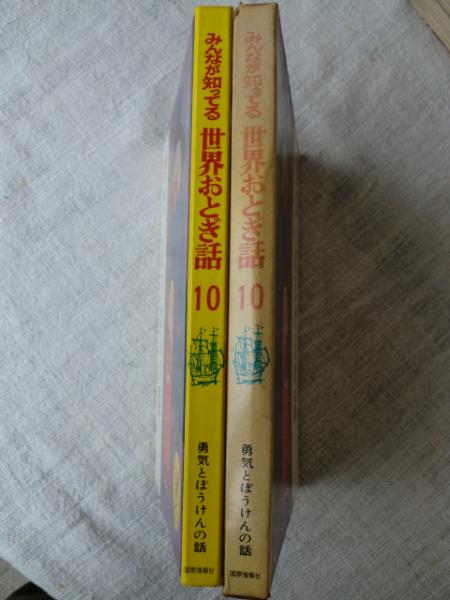 みんなが知ってる
世界おとぎ話
10
勇気とぼうけんの話
国際情報社
みんなが知ってる
世界おとぎ話
10
勇気とぼうけんの話
国際情報社